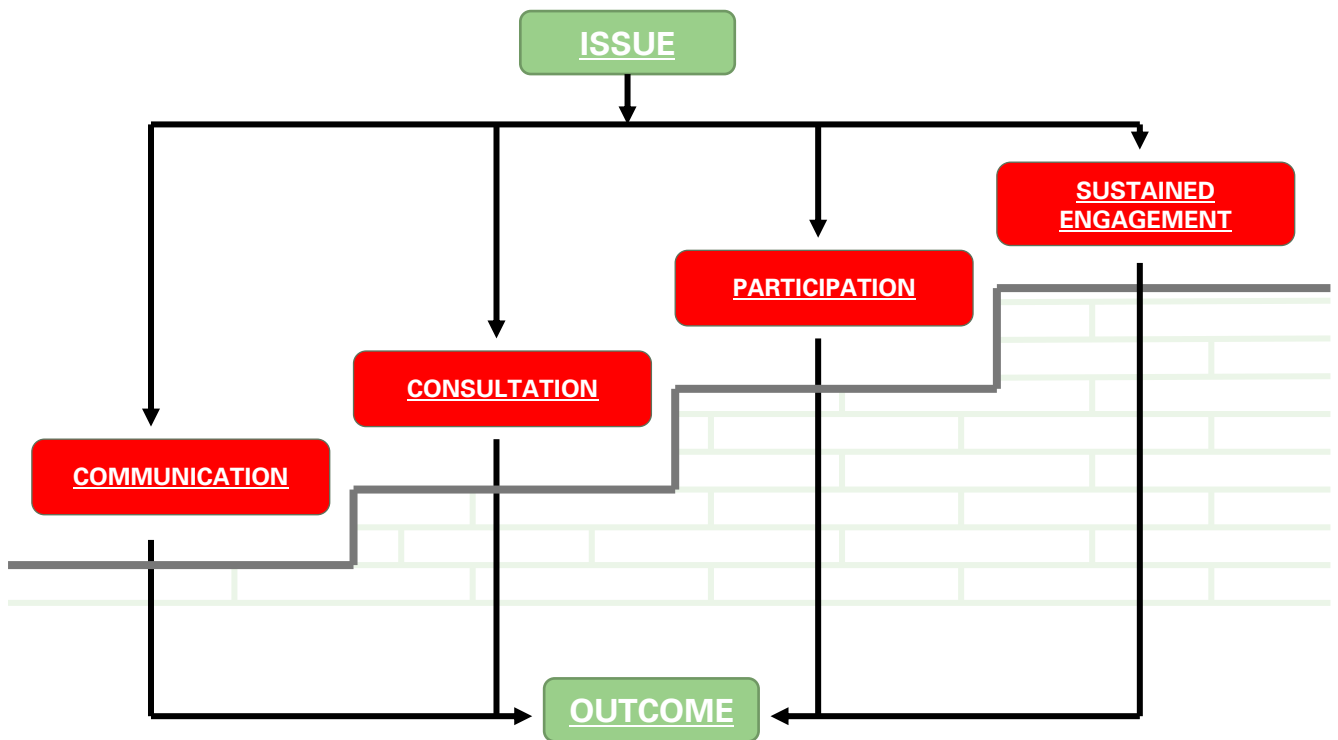 ISSUE
SUSTAINED
ENGAGEMENT
PARTICIPATION
CONSULTATION
COMMUNICATION
OUTCOME